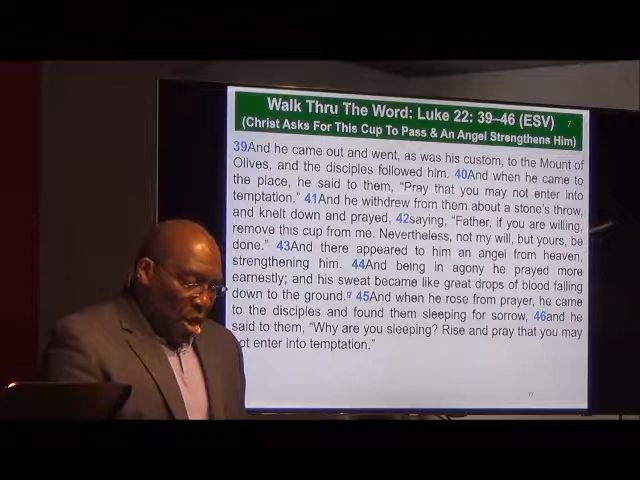 Walk Thru The Word: Luke 22: 39–46 (ESV) 7
(Christ Asks For This Cup To Pass & An Angel Strengthens Him)
39And he came out and went, as was his custom, to the Mount of
Olives, and the disciples followed him. 40And when he came to
the place, he said to them, “Pray that you may not enter into
temptation.” 41And he withdrew from them about a stone's throw,
and knelt down and prayed, 42saying, “Father, if you are willing,
remove this cup from me. Nevertheless, not my will, but yours, be
done.” 43And there appeared to him an angel from heaven,
strengthening him. 44And being in agony he prayed more
earnestly; and his sweat became like great drops of blood falling
down to the ground.g 45And when he rose from prayer, he came
to the disciples and found them sleeping for sorrow, 46and he
said to them, “Why are you sleeping? Rise and pray that you may
not enter into temptation.”